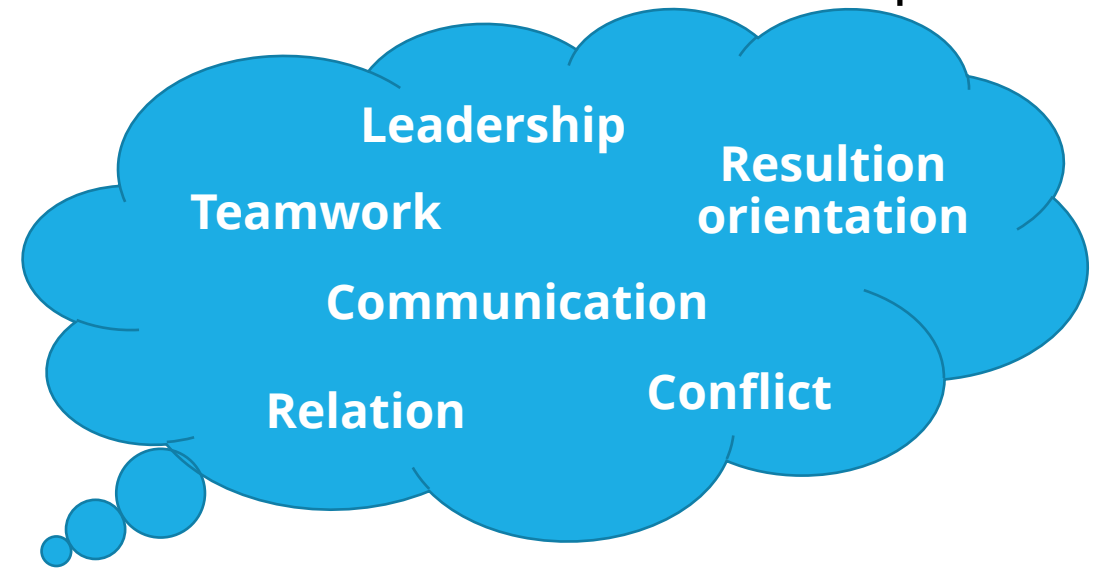 Leadership
Resultion
orientation
Teamwork
Communication
Conflict
Relation